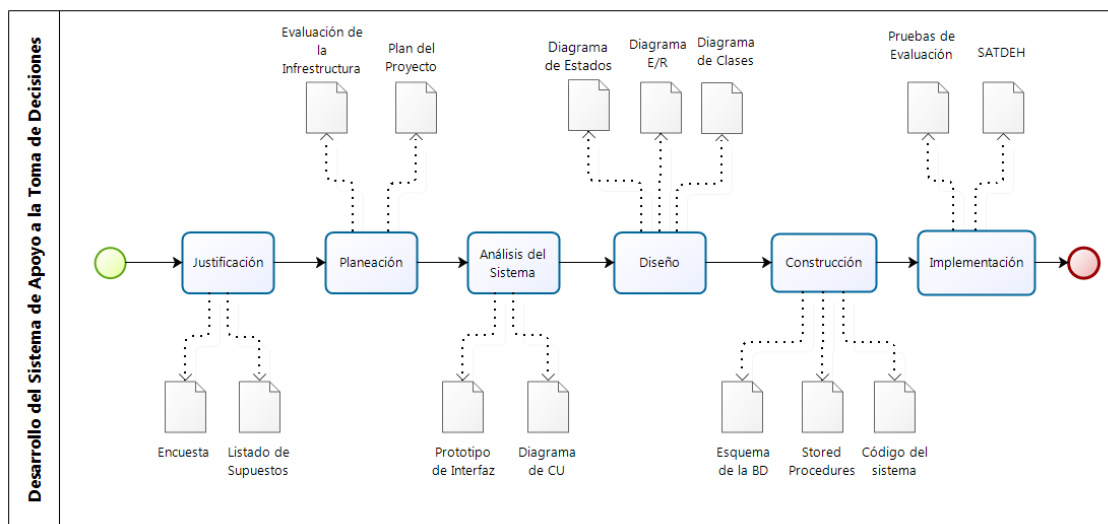 Desarrollo del Sistema de Apoyo a la Toma de Decisiones
Evaluación de
la
Infrestructura
Plan del
Proyecto
Diagrama
de Estados
Diagrama
E/R
Diagrama
de Clases
Pruebas de
Evaluación
SATDEH
Justificación
Planeación
Análisis del
Sistema
Diseño
Construcción
Implementación
Encuesta
Listado de
Supuestos
Prototipo
de Interfaz
Diagrama
de CU
Esquema
de la BD
Stored
Procedures
Código del
sistema